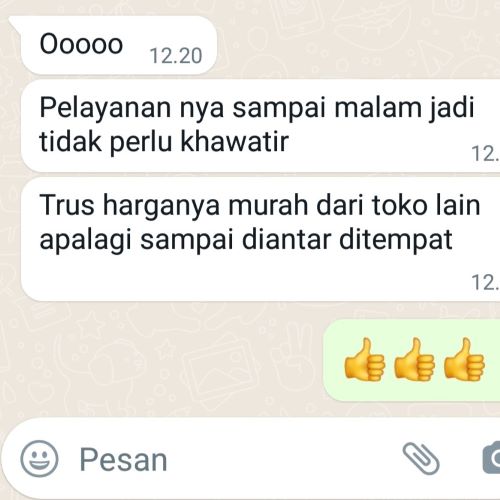 Ooooo 12.20
Pelayanan nya sampai malam jadi
tidak perlu khawatir 12.
Trus harganya murah dari toko lain
apalagi sampai diantar ditempat
12.
👍👍👍
Pesan